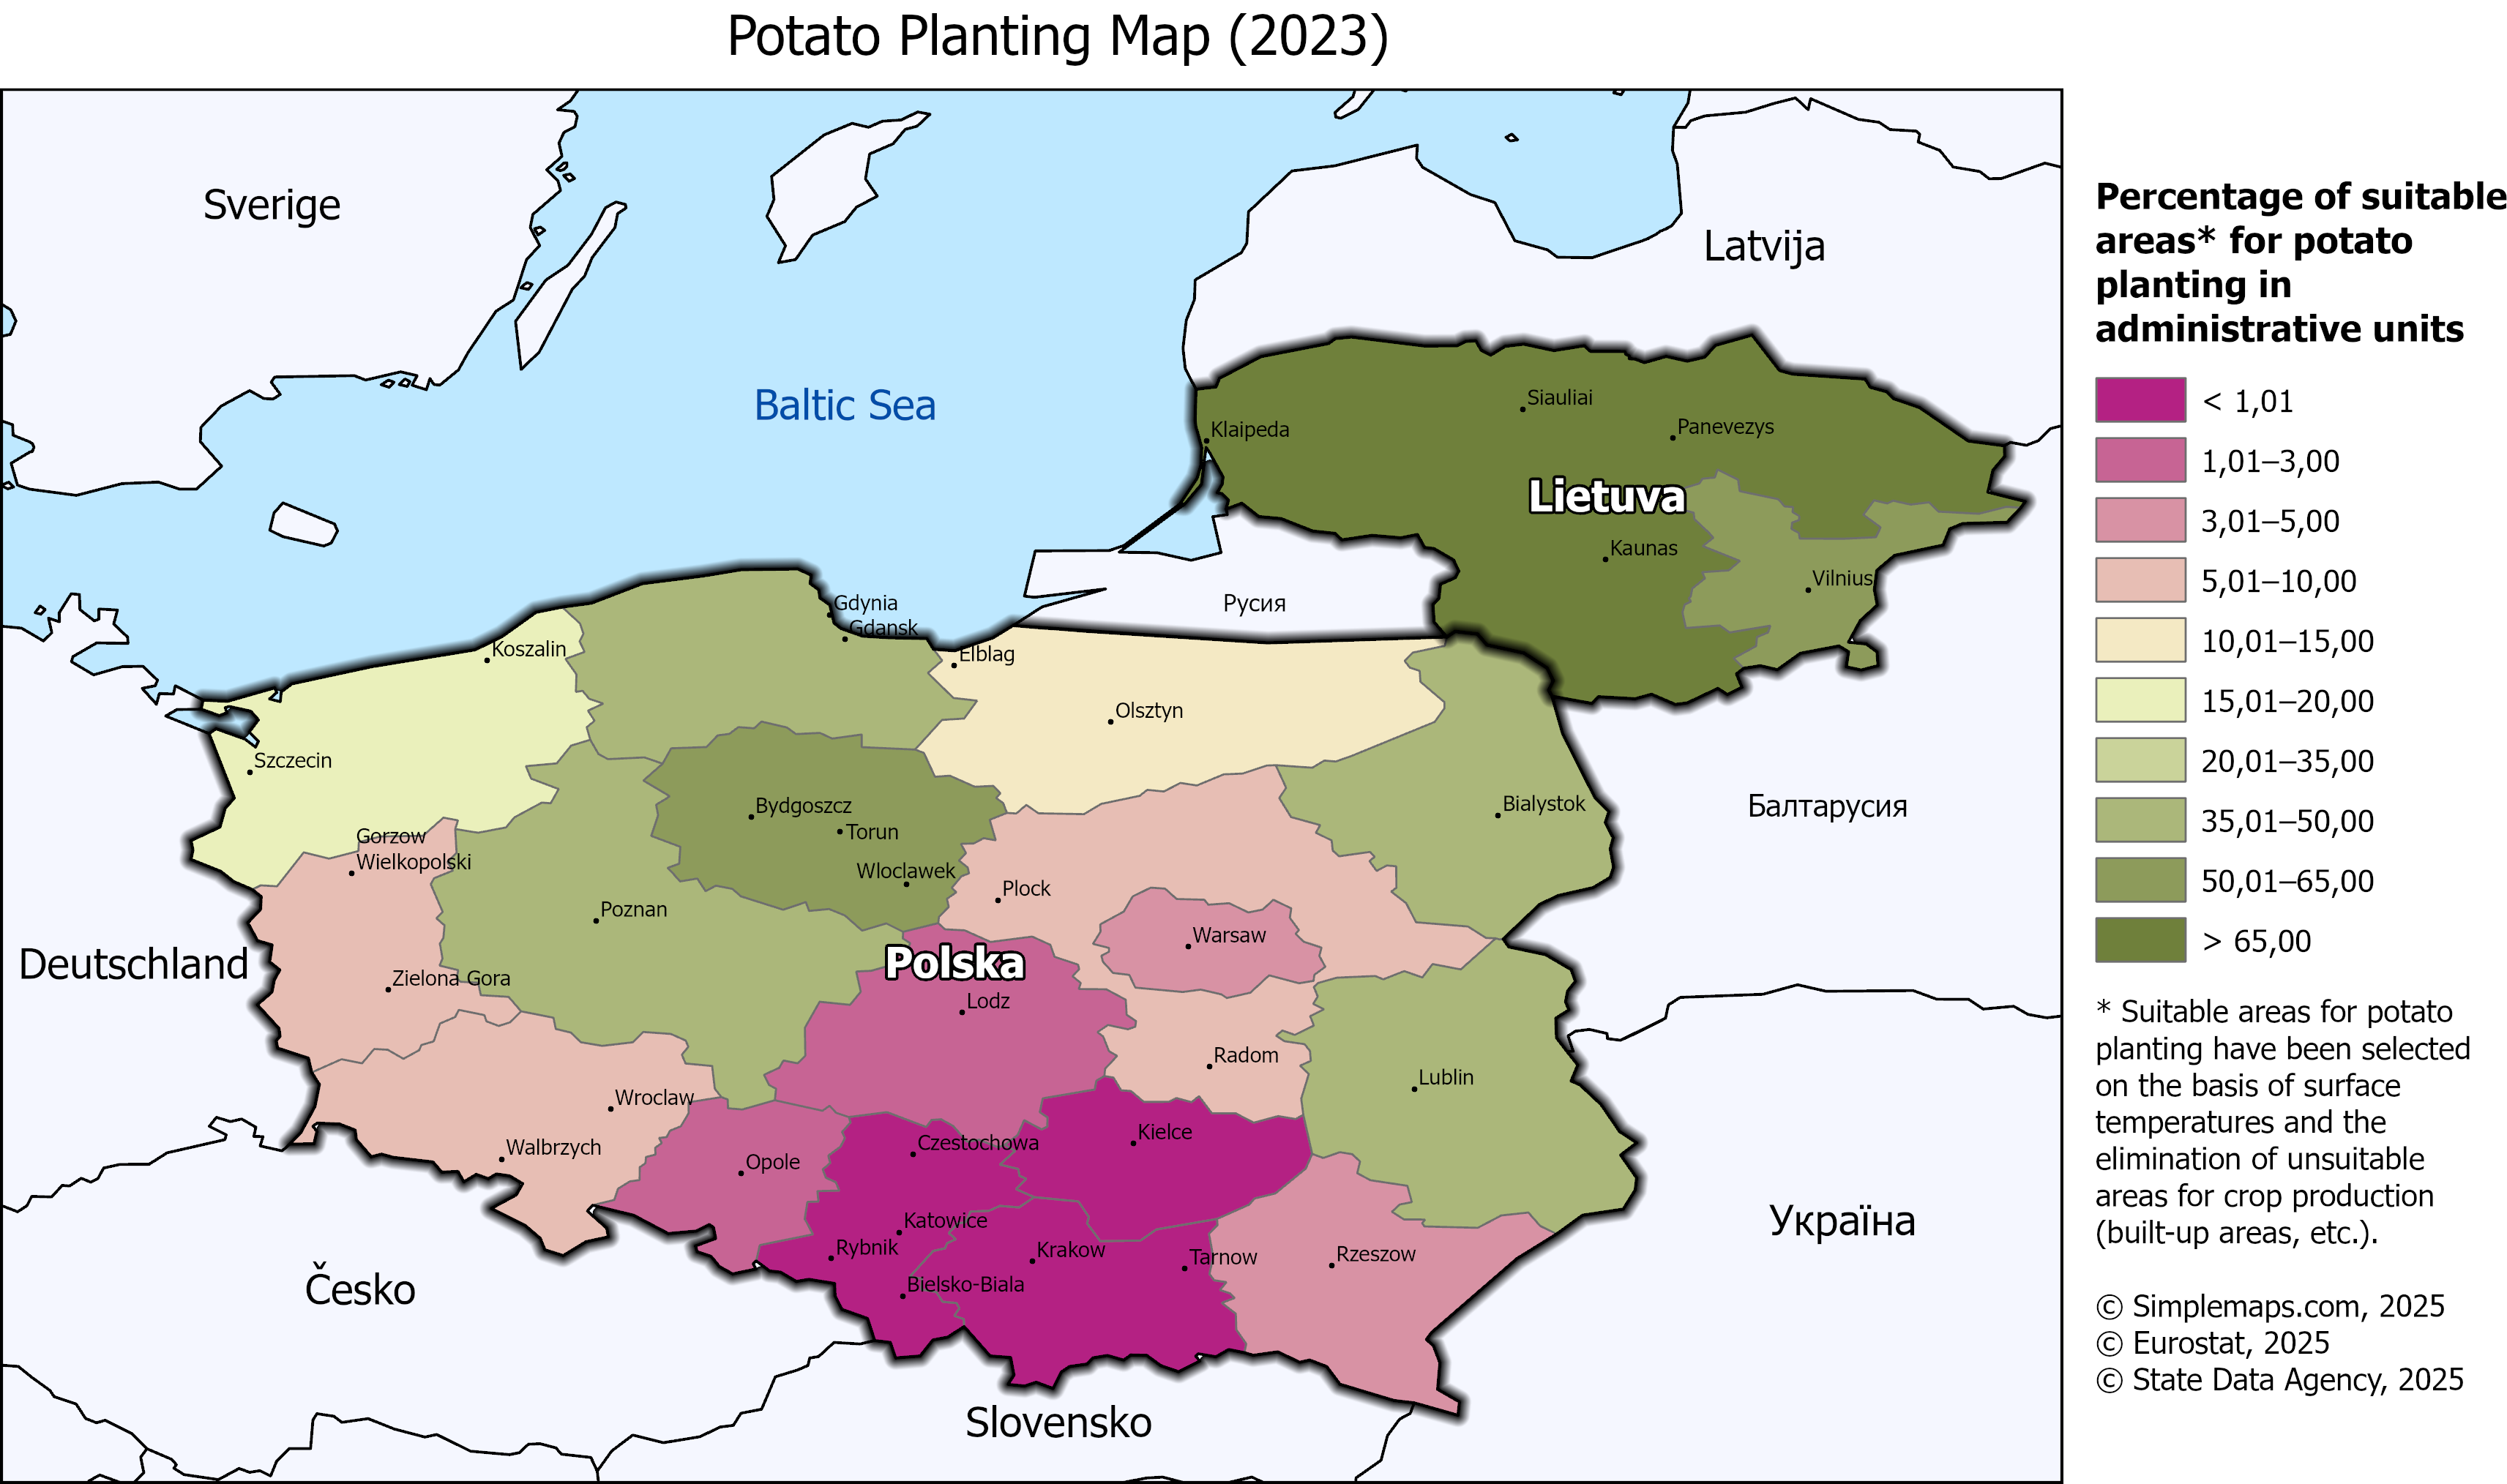 Potato Planting Map (2023)
Sverige
Latvija
Baltic Sea
Siauliai
Klaipeda
Panevezys
Lietuva
Kaunas
Vilnius
Русия
Gdynia
Gdansk
Koszalin
Elblag
Olsztyn
Szczecin
Bydgoszcz
Bialystok
Балтарусия
Torun
Gorzow
Wielkopolski
Wloclawek
Plock
Poznan
Warsaw
Deutschland
Polska
Zielona Gora
Lodz
Radom
Lublin
Wroclaw
Walbrzych
Czestochowa
Kielce
Opole
Katowice
Україна
Rybnik
Krakow
Tarnow
Rzeszow
Bielsko-Biala
Česko
Slovensko
Percentage of suitable
areas* for potato
planting in
administrative units
< 1,01
1,01–3,00
3,01–5,00
5,01–10,00
10,01–15,00
15,01–20,00
20,01–35,00
35,01–50,00
50,01–65,00
> 65,00
* Suitable areas for potato
planting have been selected
on the basis of surface
temperatures and the
elimination of unsuitable
areas for crop production
(built-up areas, etc.).
© Simplemaps.com, 2025
© Eurostat, 2025
© State Data Agency, 2025